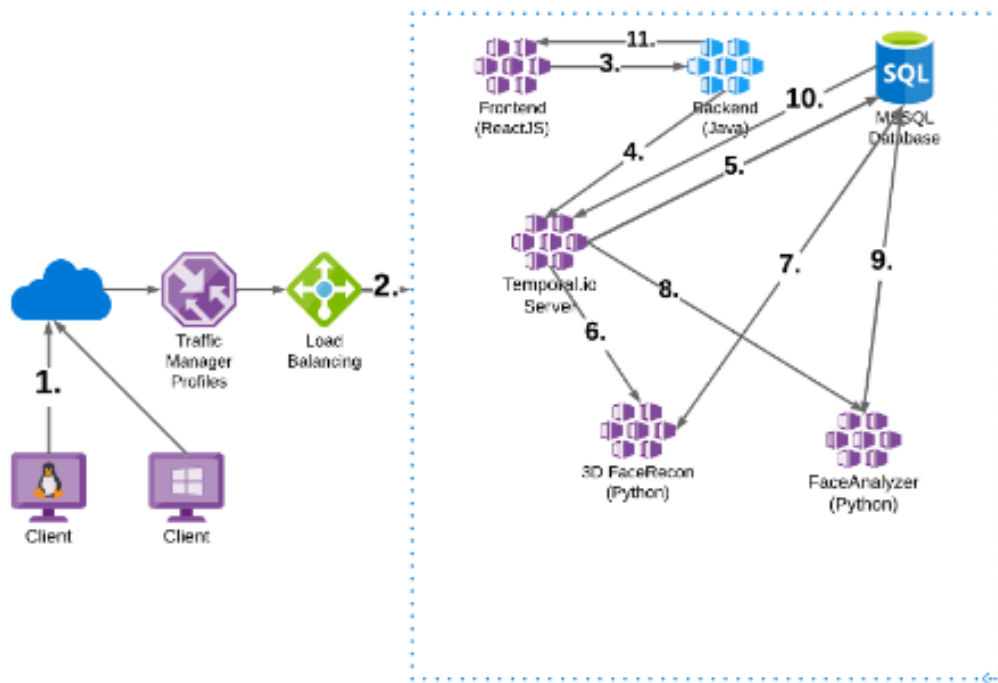 11.
SQL
3.
Frontend
(ReactJS)
Backend
(Java)
10.
MSSQL
Database
4.
5.
Temporal.io
Serve
7.
9.
8.
2.
6.
Traffic
Manager
Profiles
Load
Balancing
1.
3D FaceRecon
(Python)
FaceAnalyzer
(Python)
Client
Client